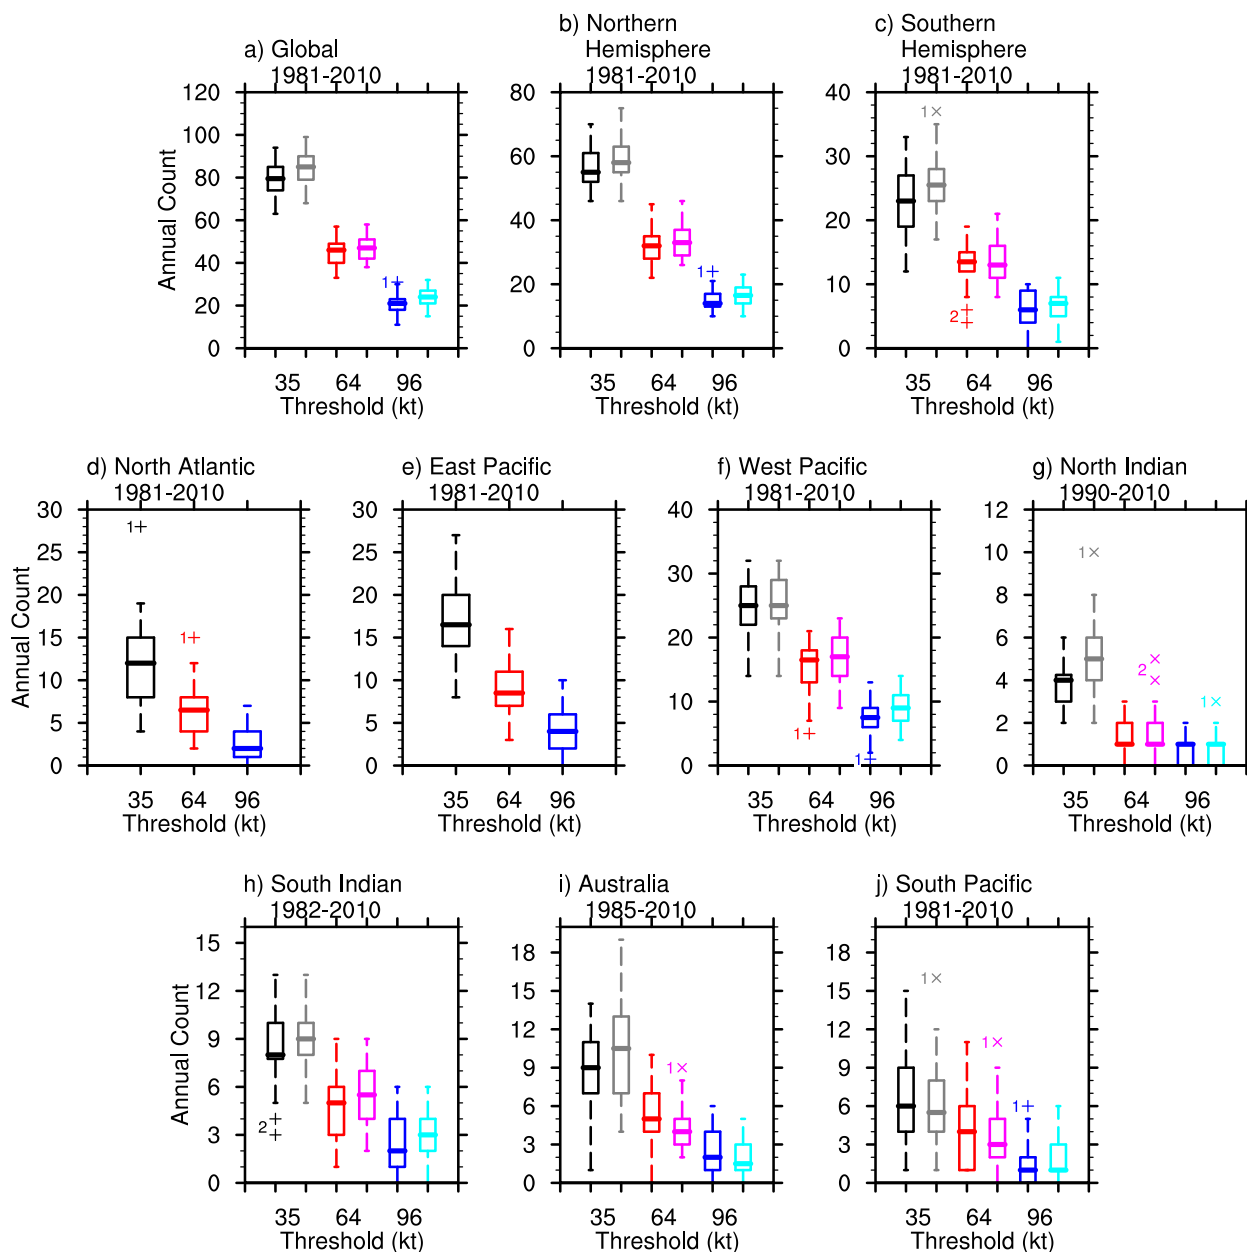 a) Global
1981-2010
b) Northern
Hemisphere
1981-2010
c) Southern
Hemisphere
1981-2010
Annual Count
120
100
80
60
40
20
0
1
35 64 96
Threshold (kt)
80
60
40
20
0
1
35 64 96
Threshold (kt)
40
30
20
10
0
1
2
35 64 96
Threshold (kt)
d) North Atlantic
1981-2010
e) East Pacific
1981-2010
f) West Pacific
1981-2010
g) North Indian
1990-2010
Annual Count
30
25
20
15
10
5
0
1
1
35 64 96
Threshold (kt)
30
25
20
15
10
5
0
35 64 96
Threshold (kt)
40
30
20
10
0
1
1
35 64 96
Threshold (kt)
12
10
8
6
4
2
0
1
2
1
35 64 96
Threshold (kt)
h) South Indian
1982-2010
i) Australia
1985-2010
j) South Pacific
1981-2010
Annual Count
15
12
9
6
3
0
2
35 64 96
Threshold (kt)
18
15
12
9
6
3
0
1
35 64 96
Threshold (kt)
18
15
12
9
6
3
0
1
1
1
35 64 96
Threshold (kt)